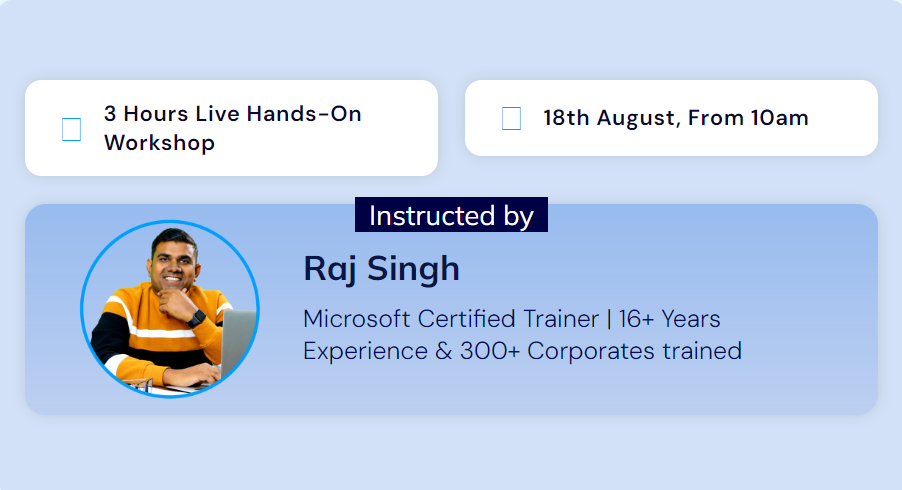 3 Hours Live Hands-On
Workshop
18th August, From 10am
Instructed by
Raj Singh
Microsoft Certified Trainer | 16+ Years
Experience & 300+ Corporates trained